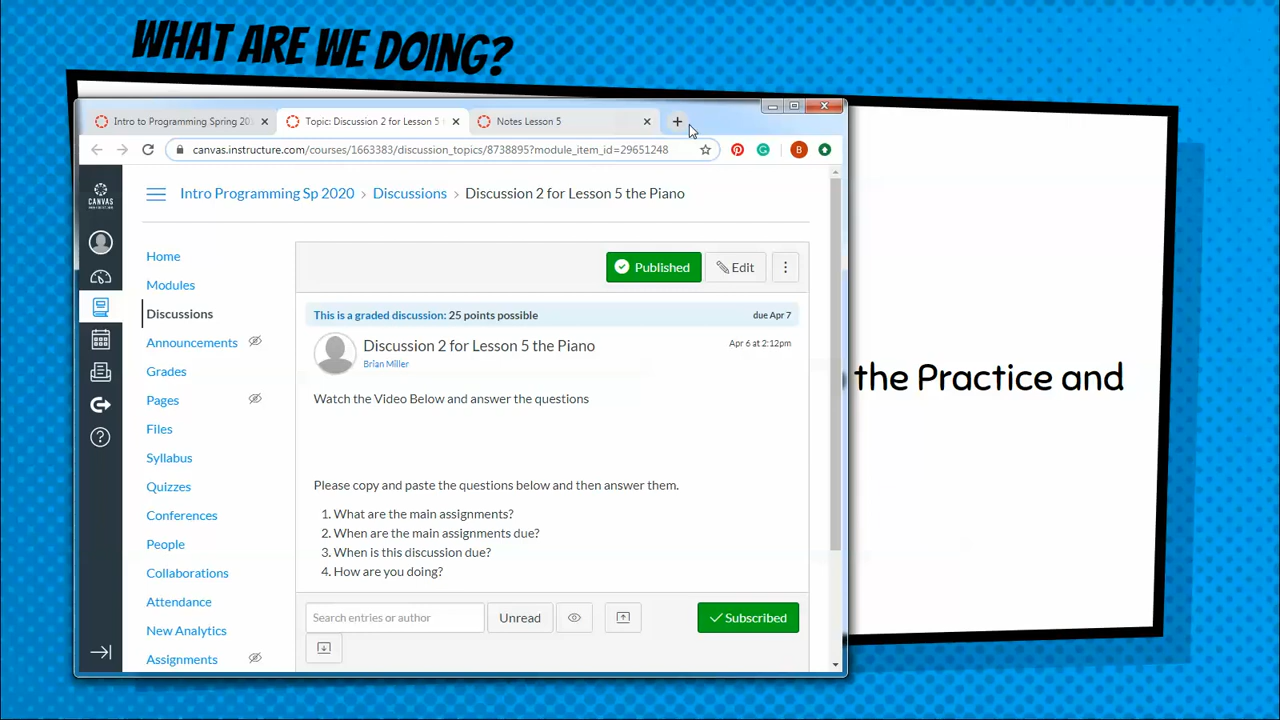 WHAT ARE WE DOING?
Intro to Programming Spring 20
Topic: Discussion 2 for Lesson 5
Notes Lesson 5
canvas.instructure.com/courses/1663383/discussion_topics/8738895?module_item_id=29651248
B
CANVAS
Intro Programming Sp 2020 > Discussions > Discussion 2 for Lesson 5 the Piano
Home
Modules
Discussions
Announcements
Grades
Pages
Files
Syllabus
Quizzes
Conferences
People
Collaborations
Attendance
New Analytics
Assignments
Published
Edit
This is a graded discussion: 25 points possible
due Apr 7
Discussion 2 for Lesson 5 the Piano
Apr 6 at 2:12pm
Brian Miller
Watch the Video Below and answer the questions
Please copy and paste the questions below and then answer them.
1. What are the main assignments?
2. When are the main assignments due?
3. When is this discussion due?
4. How are you doing?
Search entries or author
Unread
Subscribed
the Practice and